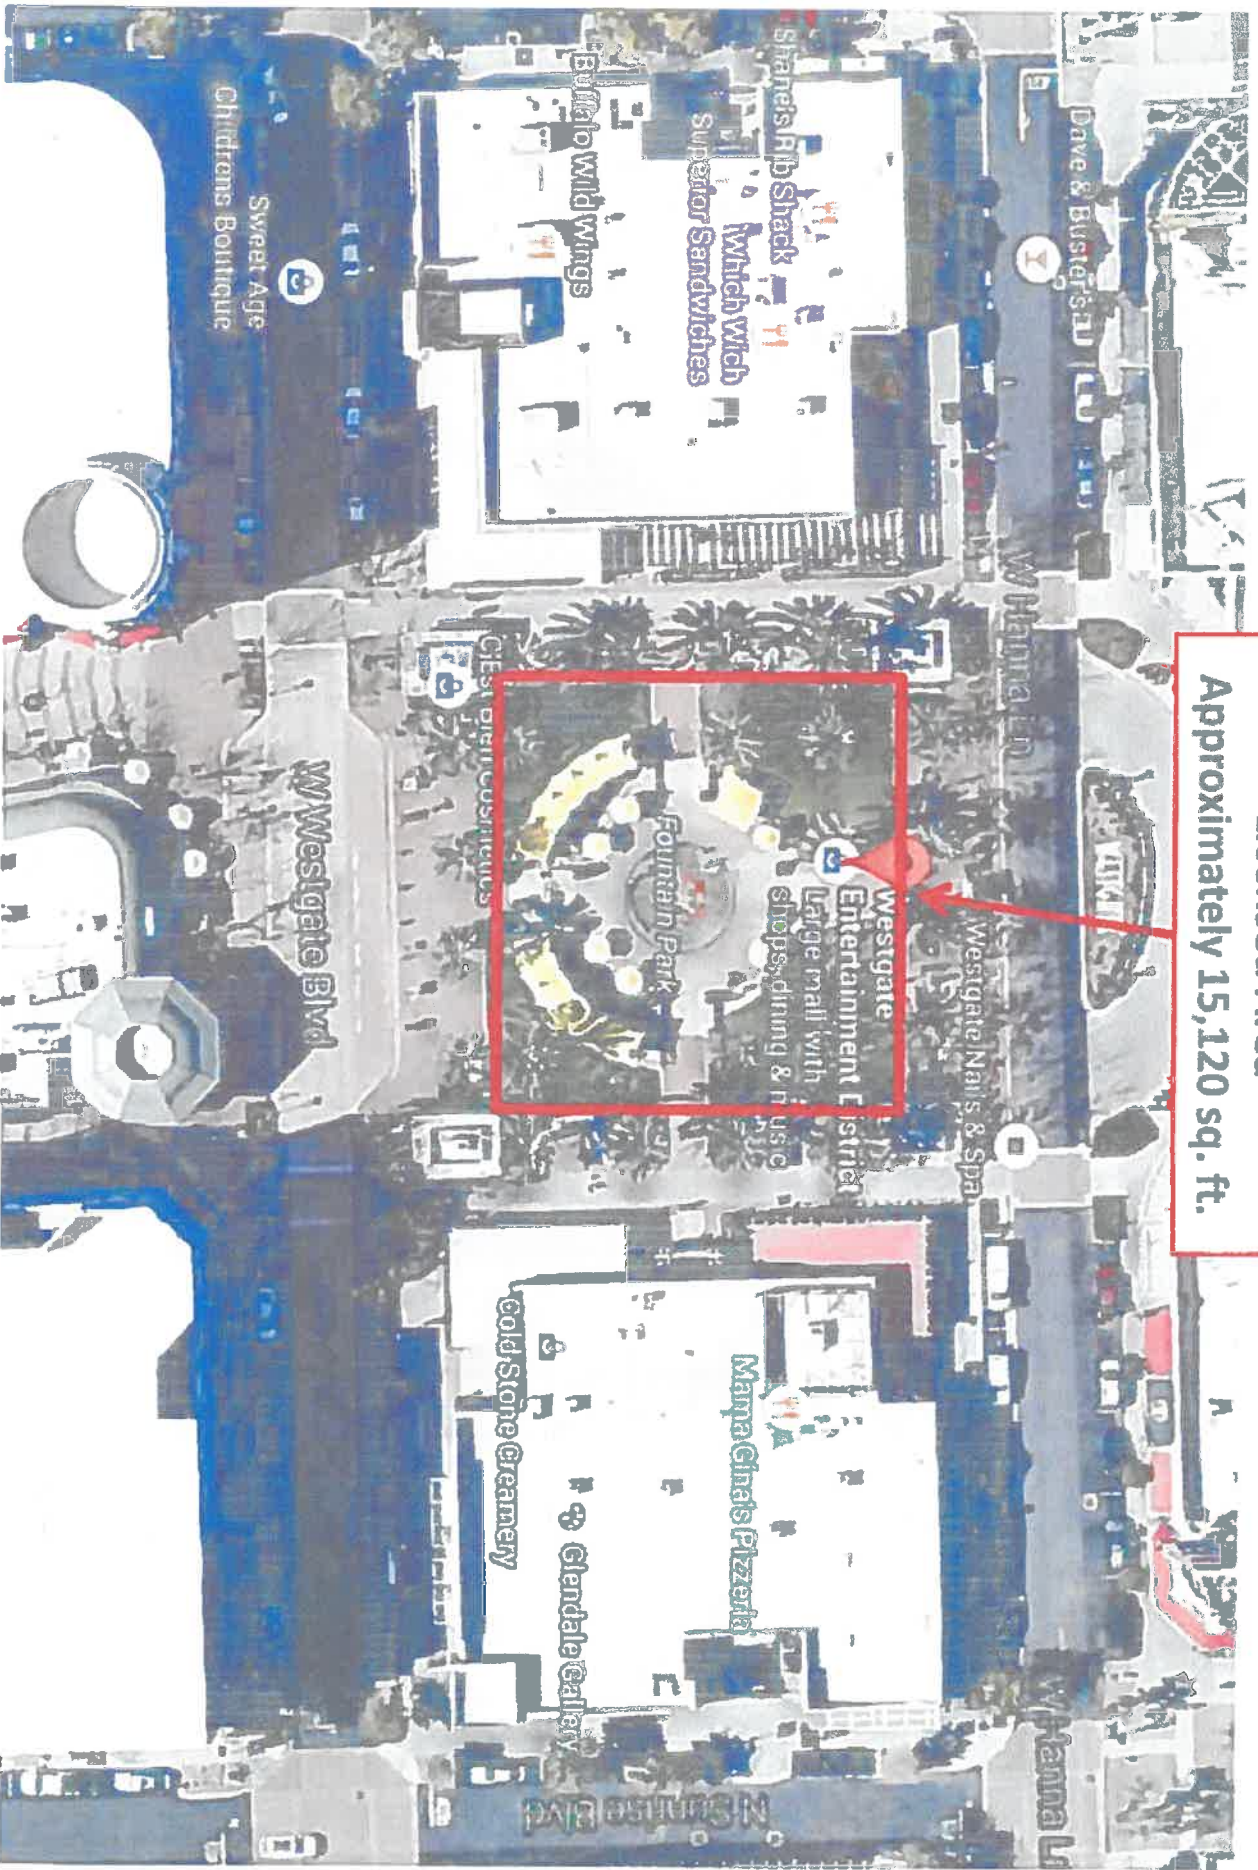 Approximately 15,120 sq. ft.
Dave & Busters
W Hanna Ln
W Hanna L
Westgate Nails & Spa
Westgate
Entertainment District
Large mall with
shops, dining & music
Shane's Rib Shack
Which Wich
Superior Sandwiches
Mama Gina's Pizzeria
Fountain Park
Buffalo Wild Wings
Glendale Gallery
N Sunrise Blvd
Cosmetics
Cold Stone Creamery
W Westgate Blvd
Sweet Age
Childrens Boutique